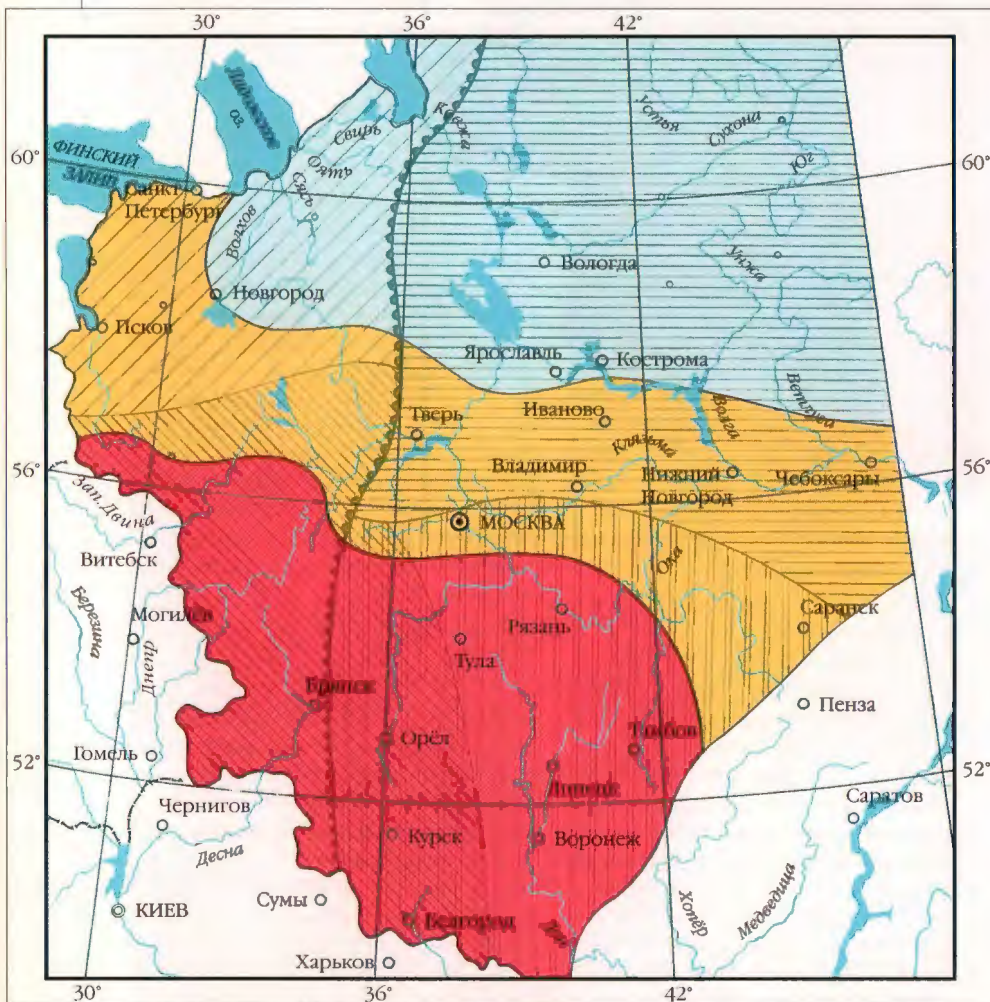 30°
42°
Ладожское
оз.
Свирь
Оять
Сясь
Волхов
Ковжа
Устья
Сухона
Юг
60°
60°
ФИНСКИЙ
ЗАЛИВ
Санкт
Петербург
Унжа
Вологда
Новгород
Псков
Ярославль
Кострома
Ветлуга
Волга
Тверь
Иваново
Клязьма
56°
56°
Владимир
Нижний
Новгород
Чебоксары
Зап. Двина
МОСКВА
Витебск
Ока
Березина
Могилев
Днепр
Рязань
Саранск
Тула
Брянск
Пенза
Орёл
Тамбов
Гомель
52°
52°
Липецк
Чернигов
Саратов
Десна
Курск
Воронеж
Сумы
КИЕВ
Белгород
Дон
Хопёр
Медведица
Харьков
30°
36°
42°